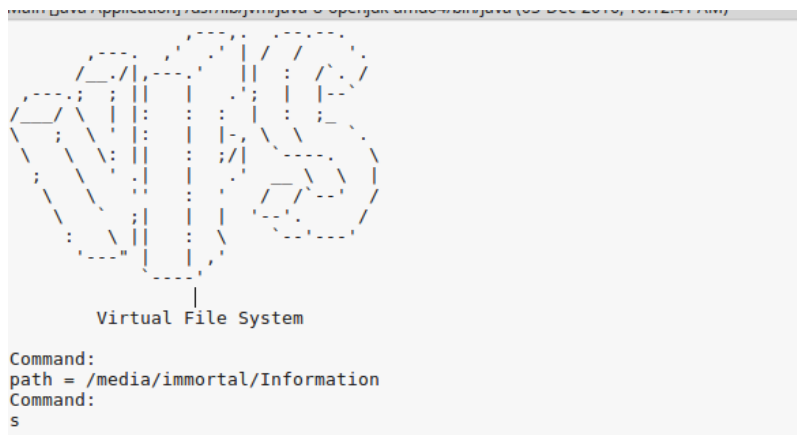 Virtual File System
Command:
path = /media/immortal/Information
Command:
s